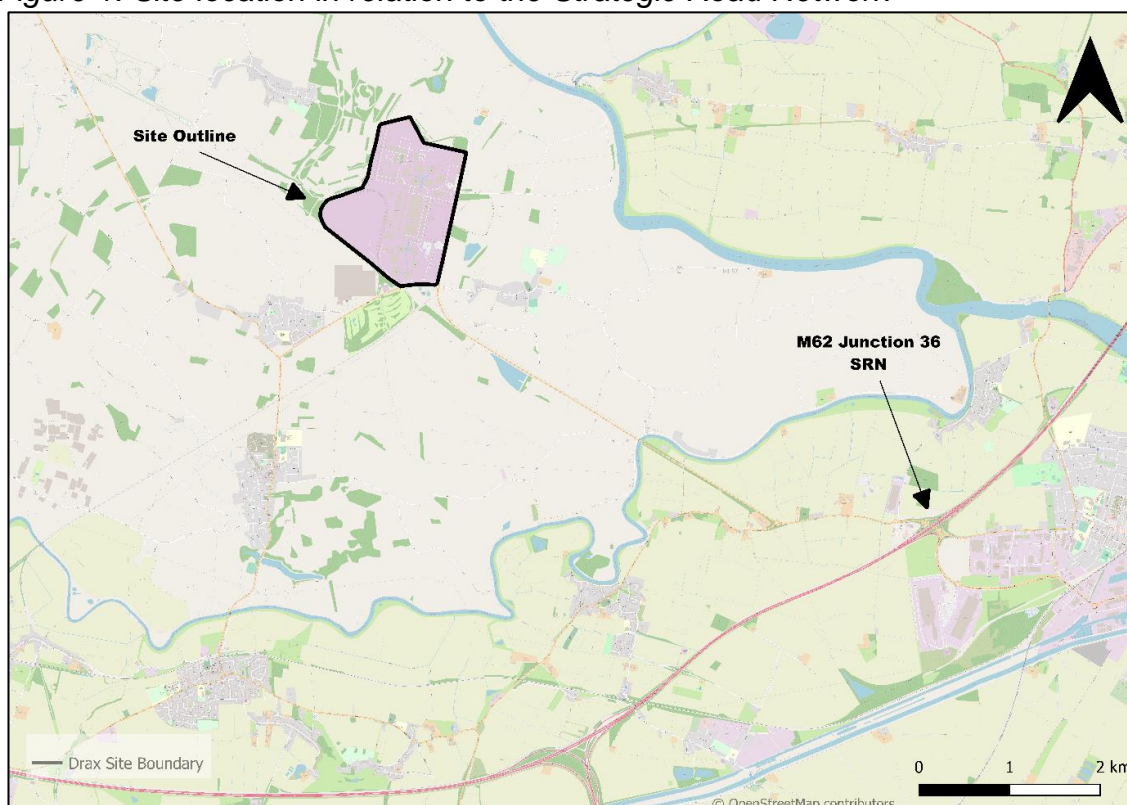 Figure 1: Site location in relation to the Strategic Road Network
Site Outline
M62 Junction 36
SRN
Drax Site Boundary
0 1 2 km
© OpenStreetMap contributors